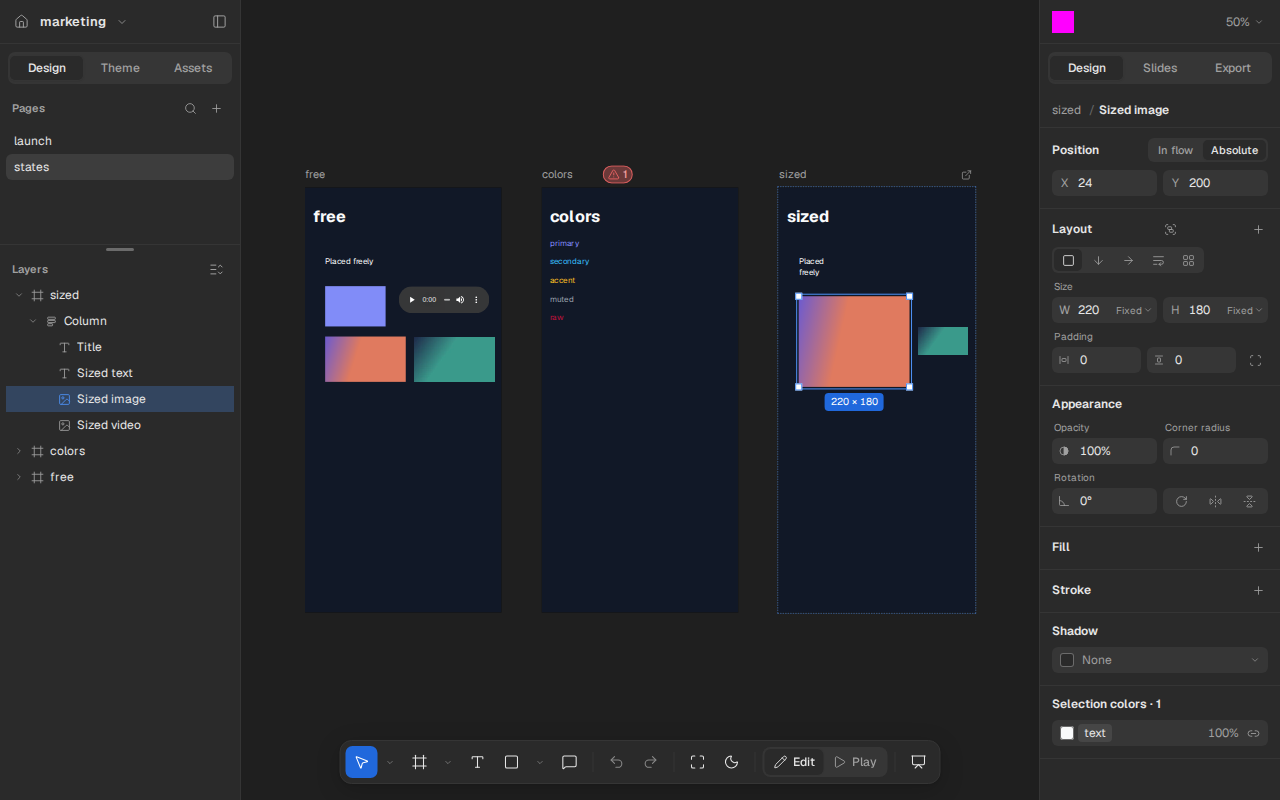 marketing
50%
Design
Theme
Assets
Design
Slides
Export
Pages
launch
states
Layers
sized
Column
Title
Sized text
Sized image
Sized video
colors
free
free
free
Placed freely
0:00
colors
1
colors
primary
secondary
accent
muted
raw
sized
sized
Placed
freely
220 × 180
Edit
Play
sized / Sized image
Position
In flow
Absolute
X 24
Y 200
Layout
Size
W 220 Fixed
H 180 Fixed
Padding
0
0
Appearance
Opacity
Corner radius
100%
0
Rotation
0°
Fill
Stroke
Shadow
None
Selection colors · 1
text 100%